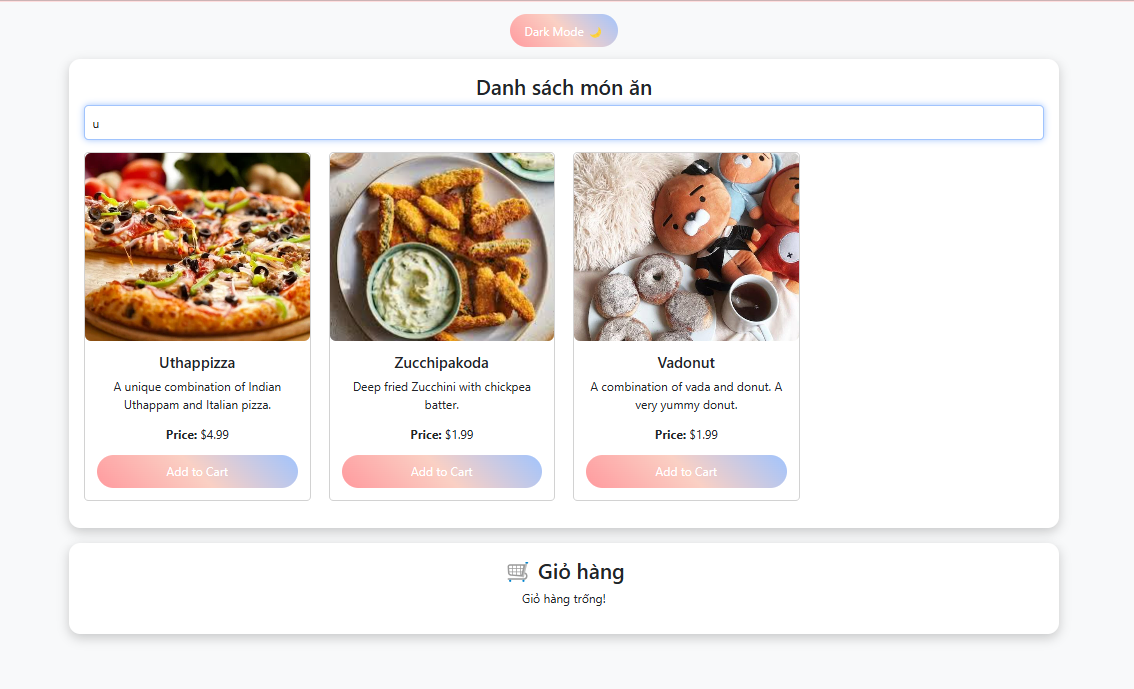 Dark Mode 🌙
Danh sách món ăn
u
Uthappizza
A unique combination of Indian
Uthappam and Italian pizza.
Price: $4.99
Add to Cart
Zucchipakoda
Deep fried Zucchini with chickpea
batter.
Price: $1.99
Add to Cart
Vadonut
A combination of vada and donut. A
very yummy donut.
Price: $1.99
Add to Cart
🛒 Giỏ hàng
Giỏ hàng trống!